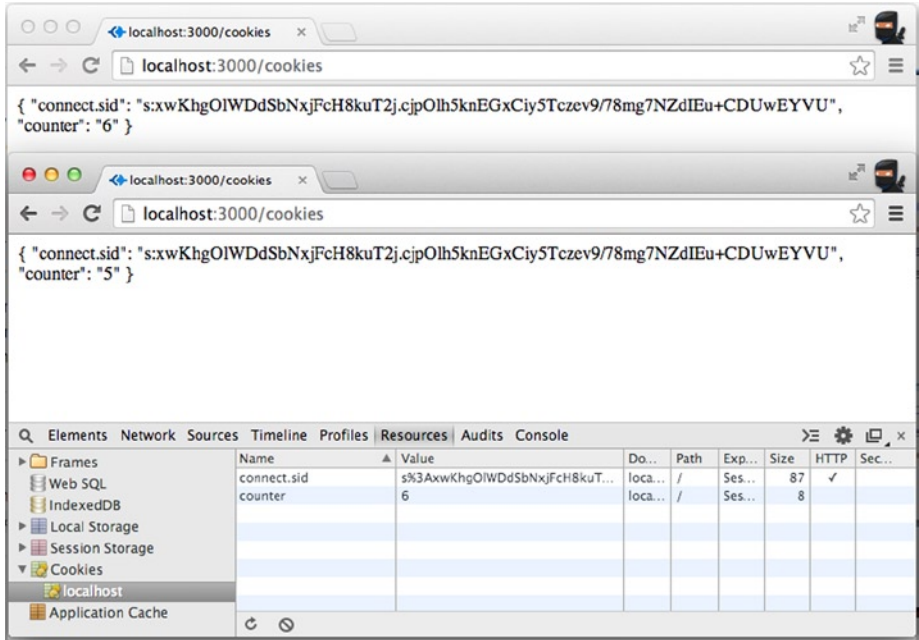 localhost:3000/cookies
localhost:3000/cookies
{ "connect.sid": "s:xwKhgOlWDdSbNxjFcH8kuT2j.cjpOlh5knEGxCiy5Tczev9/78mg7NZdIEu+CDUwEYVU",
"counter": "6" }
localhost:3000/cookies
localhost:3000/cookies
{ "connect.sid": "s:xwKhgOlWDdSbNxjFcH8kuT2j.cjpOlh5knEGxCiy5Tczev9/78mg7NZdIEu+CDUwEYVU",
"counter": "5" }
Elements Network Sources Timeline Profiles Resources Audits Console
Frames
Web SQL
IndexedDB
Local Storage
Session Storage
Cookies
localhost
Application Cache
Name Value Do... Path Exp... Size HTTP Sec...
connect.sid s%3AxwKhgOlWDdSbNxjFcH8kuT... loca... / Ses... 87 ✓
counter 6 loca... / Ses... 8